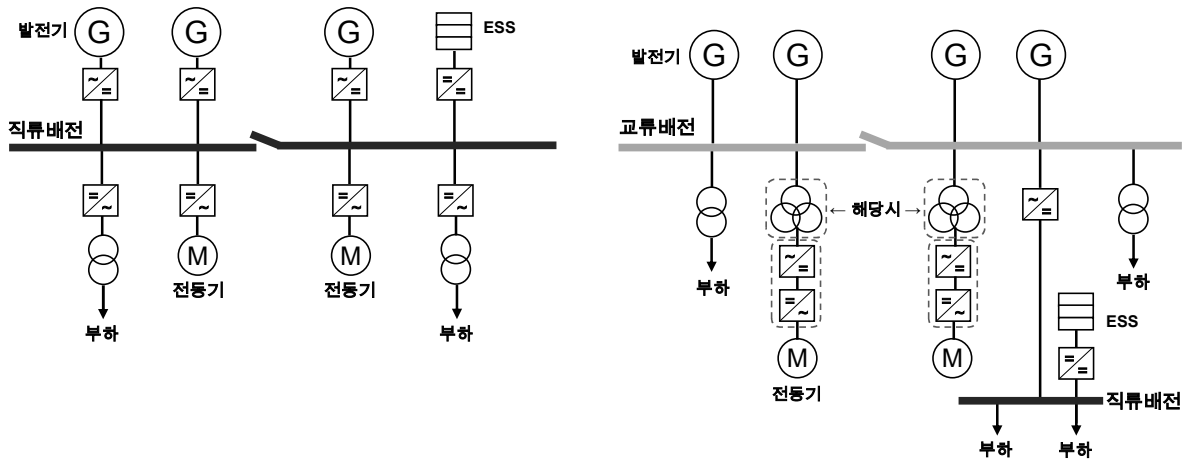 발전기 G G G ESS
~ = ~ = ~ = = =
직류배전
= ~ = ~ = ~ = ~
M M
전동기 전동기
부하 부하
발전기 G G G G
교류배전
← 해당시 → ~ =
~ = ~ =
부하 부하
= ~ = ~ ESS
M M = =
전동기
직류배전
부하 부하